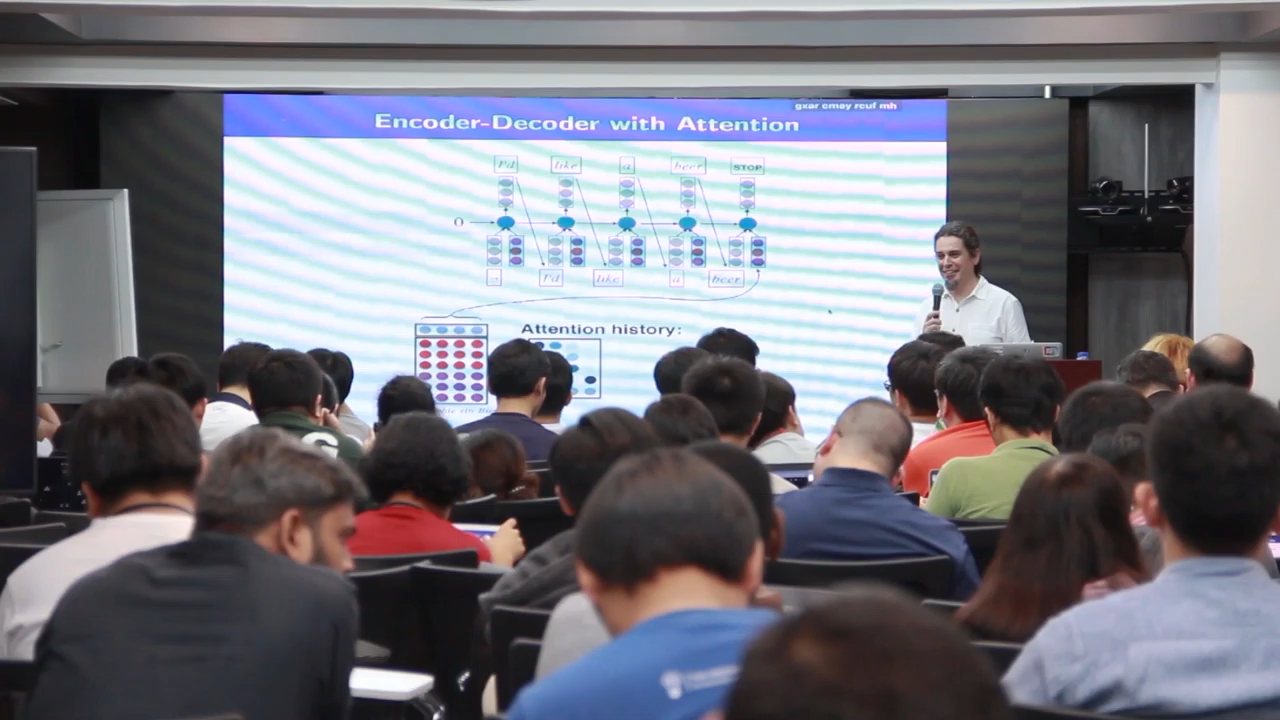 gxar cmay rcuf mh
Encoder-Decoder with Attention
I'd like a beer STOP
0
I'd like a beer
Attention history: